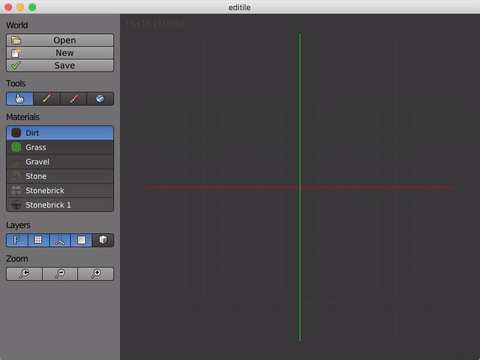 editile
World
Open
New
Save
Tools
Materials
Dirt
Grass
Gravel
Stone
Stonebrick
Stonebrick 1
Layers
Zoom
16x16 (100%)